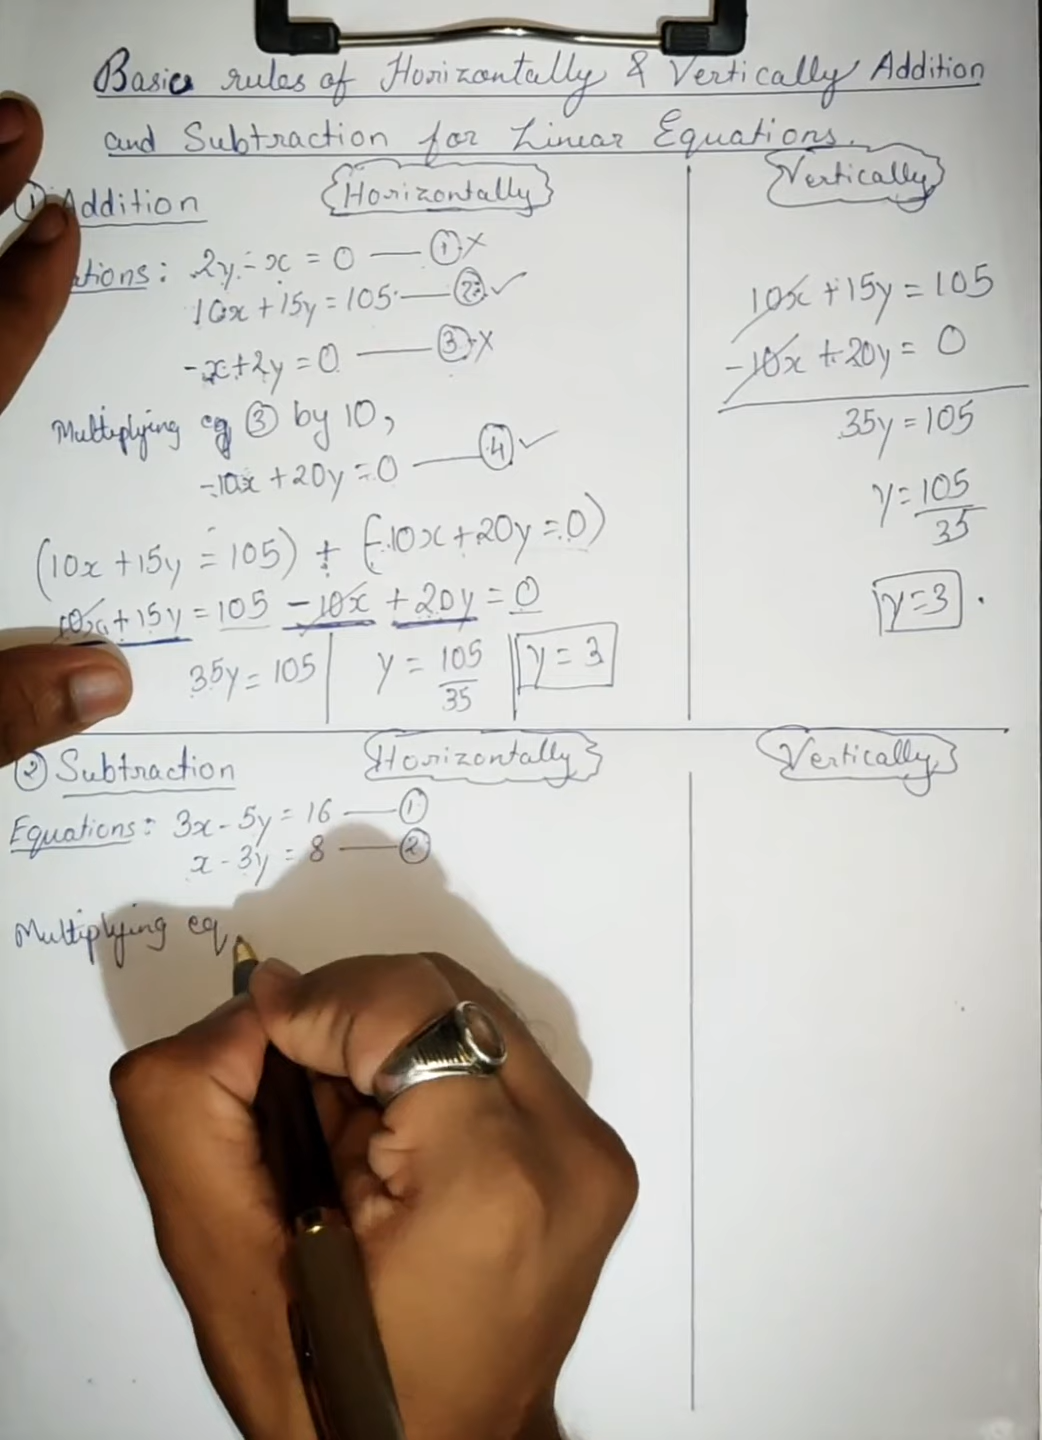 Basic rules of Horizontally & Vertically Addition
and Subtraction for Linear Equations.
① Addition
Horizontally
2y - x = 0 — ① ×
10x + 15y = 105 — ② ✓
-x + 2y = 0 — ③ ×
Multiplying eq ③ by 10,
-10x + 20y = 0 — ④ ✓
(10x + 15y = 105) + (-10x + 20y = 0)
10x + 15y = 105 - 10x + 20y = 0
35y = 105 | y = 105/35 || y = 3
Vertically
10x + 15y = 105
-10x + 20y = 0
35y = 105
y = 105/35
y = 3.
② Subtraction
Horizontally
Equations: 3x - 5y = 16 — ①
x - 3y = 8 — ②
Multiplying eq
Vertically